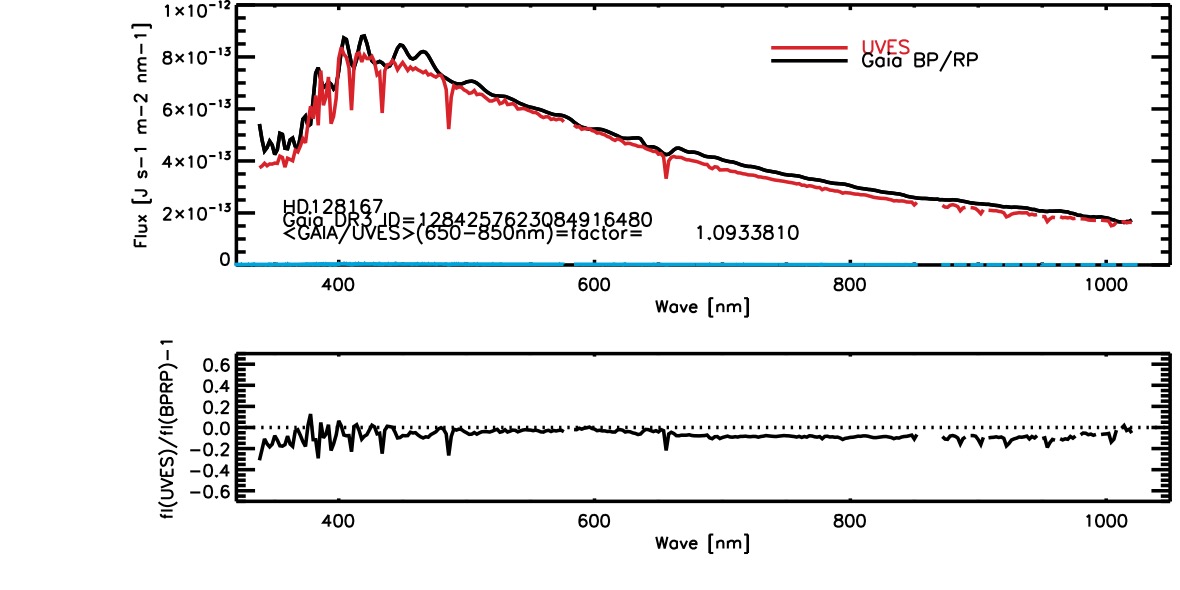 1×10⁻¹²
8×10⁻¹³
6×10⁻¹³
4×10⁻¹³
2×10⁻¹³
0
Flux [J s−1 m−2 nm−1]
UVES
Gaia BP/RP
HD128167
Gaia DR3 ID=1284257623084916480
<GAIA/UVES>(650−850nm)=factor= 1.0933810
400 600 800 1000
Wave [nm]
fl(UVES)/fl(BPRP)−1
0.6
0.4
0.2
0.0
−0.2
−0.4
−0.6
400 600 800 1000
Wave [nm]